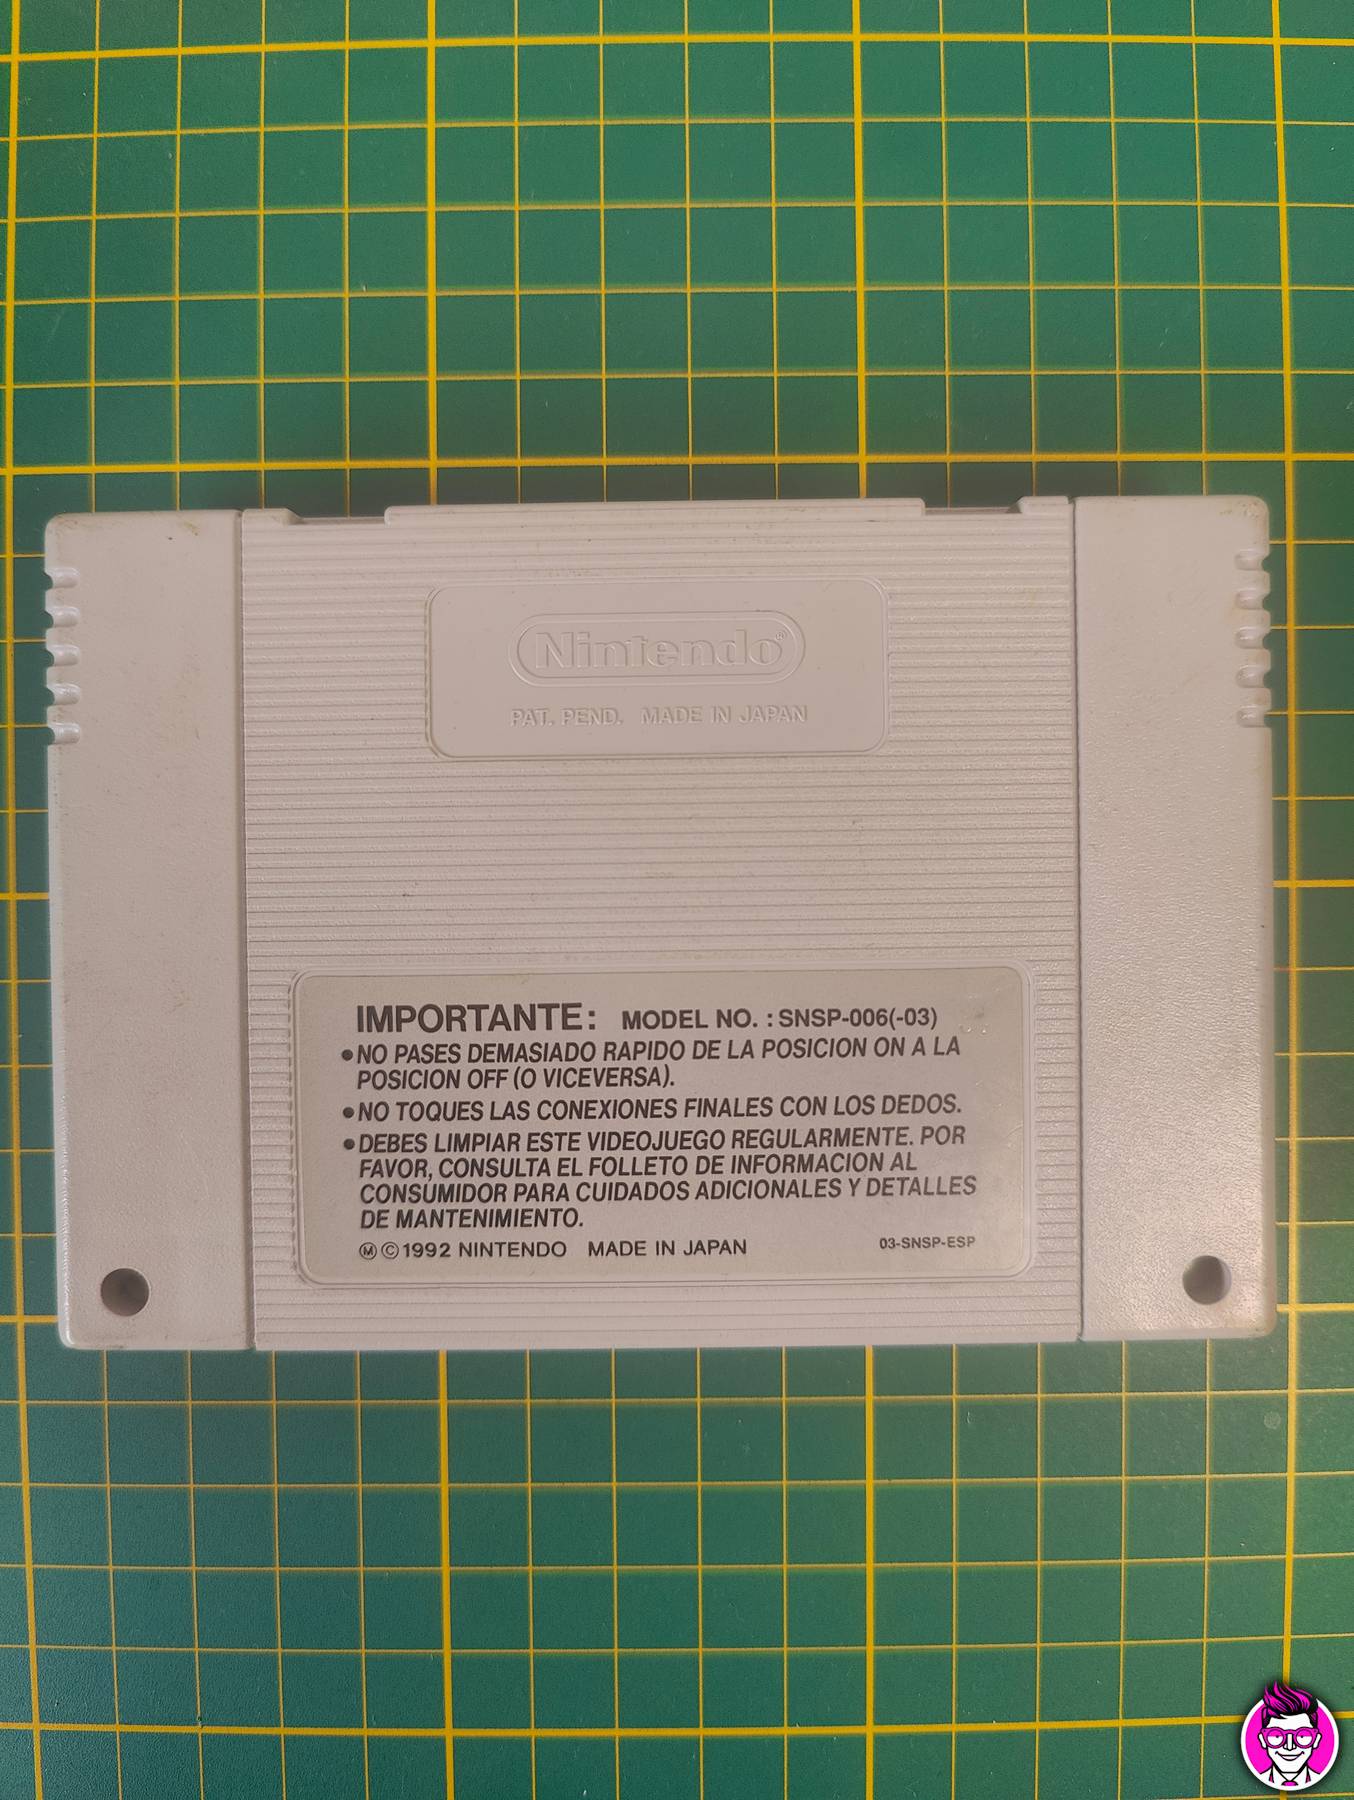 Nintendo®
PAT. PEND. MADE IN JAPAN
IMPORTANTE: MODEL NO. : SNSP-006(-03)
●NO PASES DEMASIADO RAPIDO DE LA POSICION ON A LA
POSICION OFF (O VICEVERSA).
●NO TOQUES LAS CONEXIONES FINALES CON LOS DEDOS.
●DEBES LIMPIAR ESTE VIDEOJUEGO REGULARMENTE. POR
FAVOR, CONSULTA EL FOLLETO DE INFORMACION AL
CONSUMIDOR PARA CUIDADOS ADICIONALES Y DETALLES
DE MANTENIMIENTO.
Ⓜ©1992 NINTENDO MADE IN JAPAN 03-SNSP-ESP